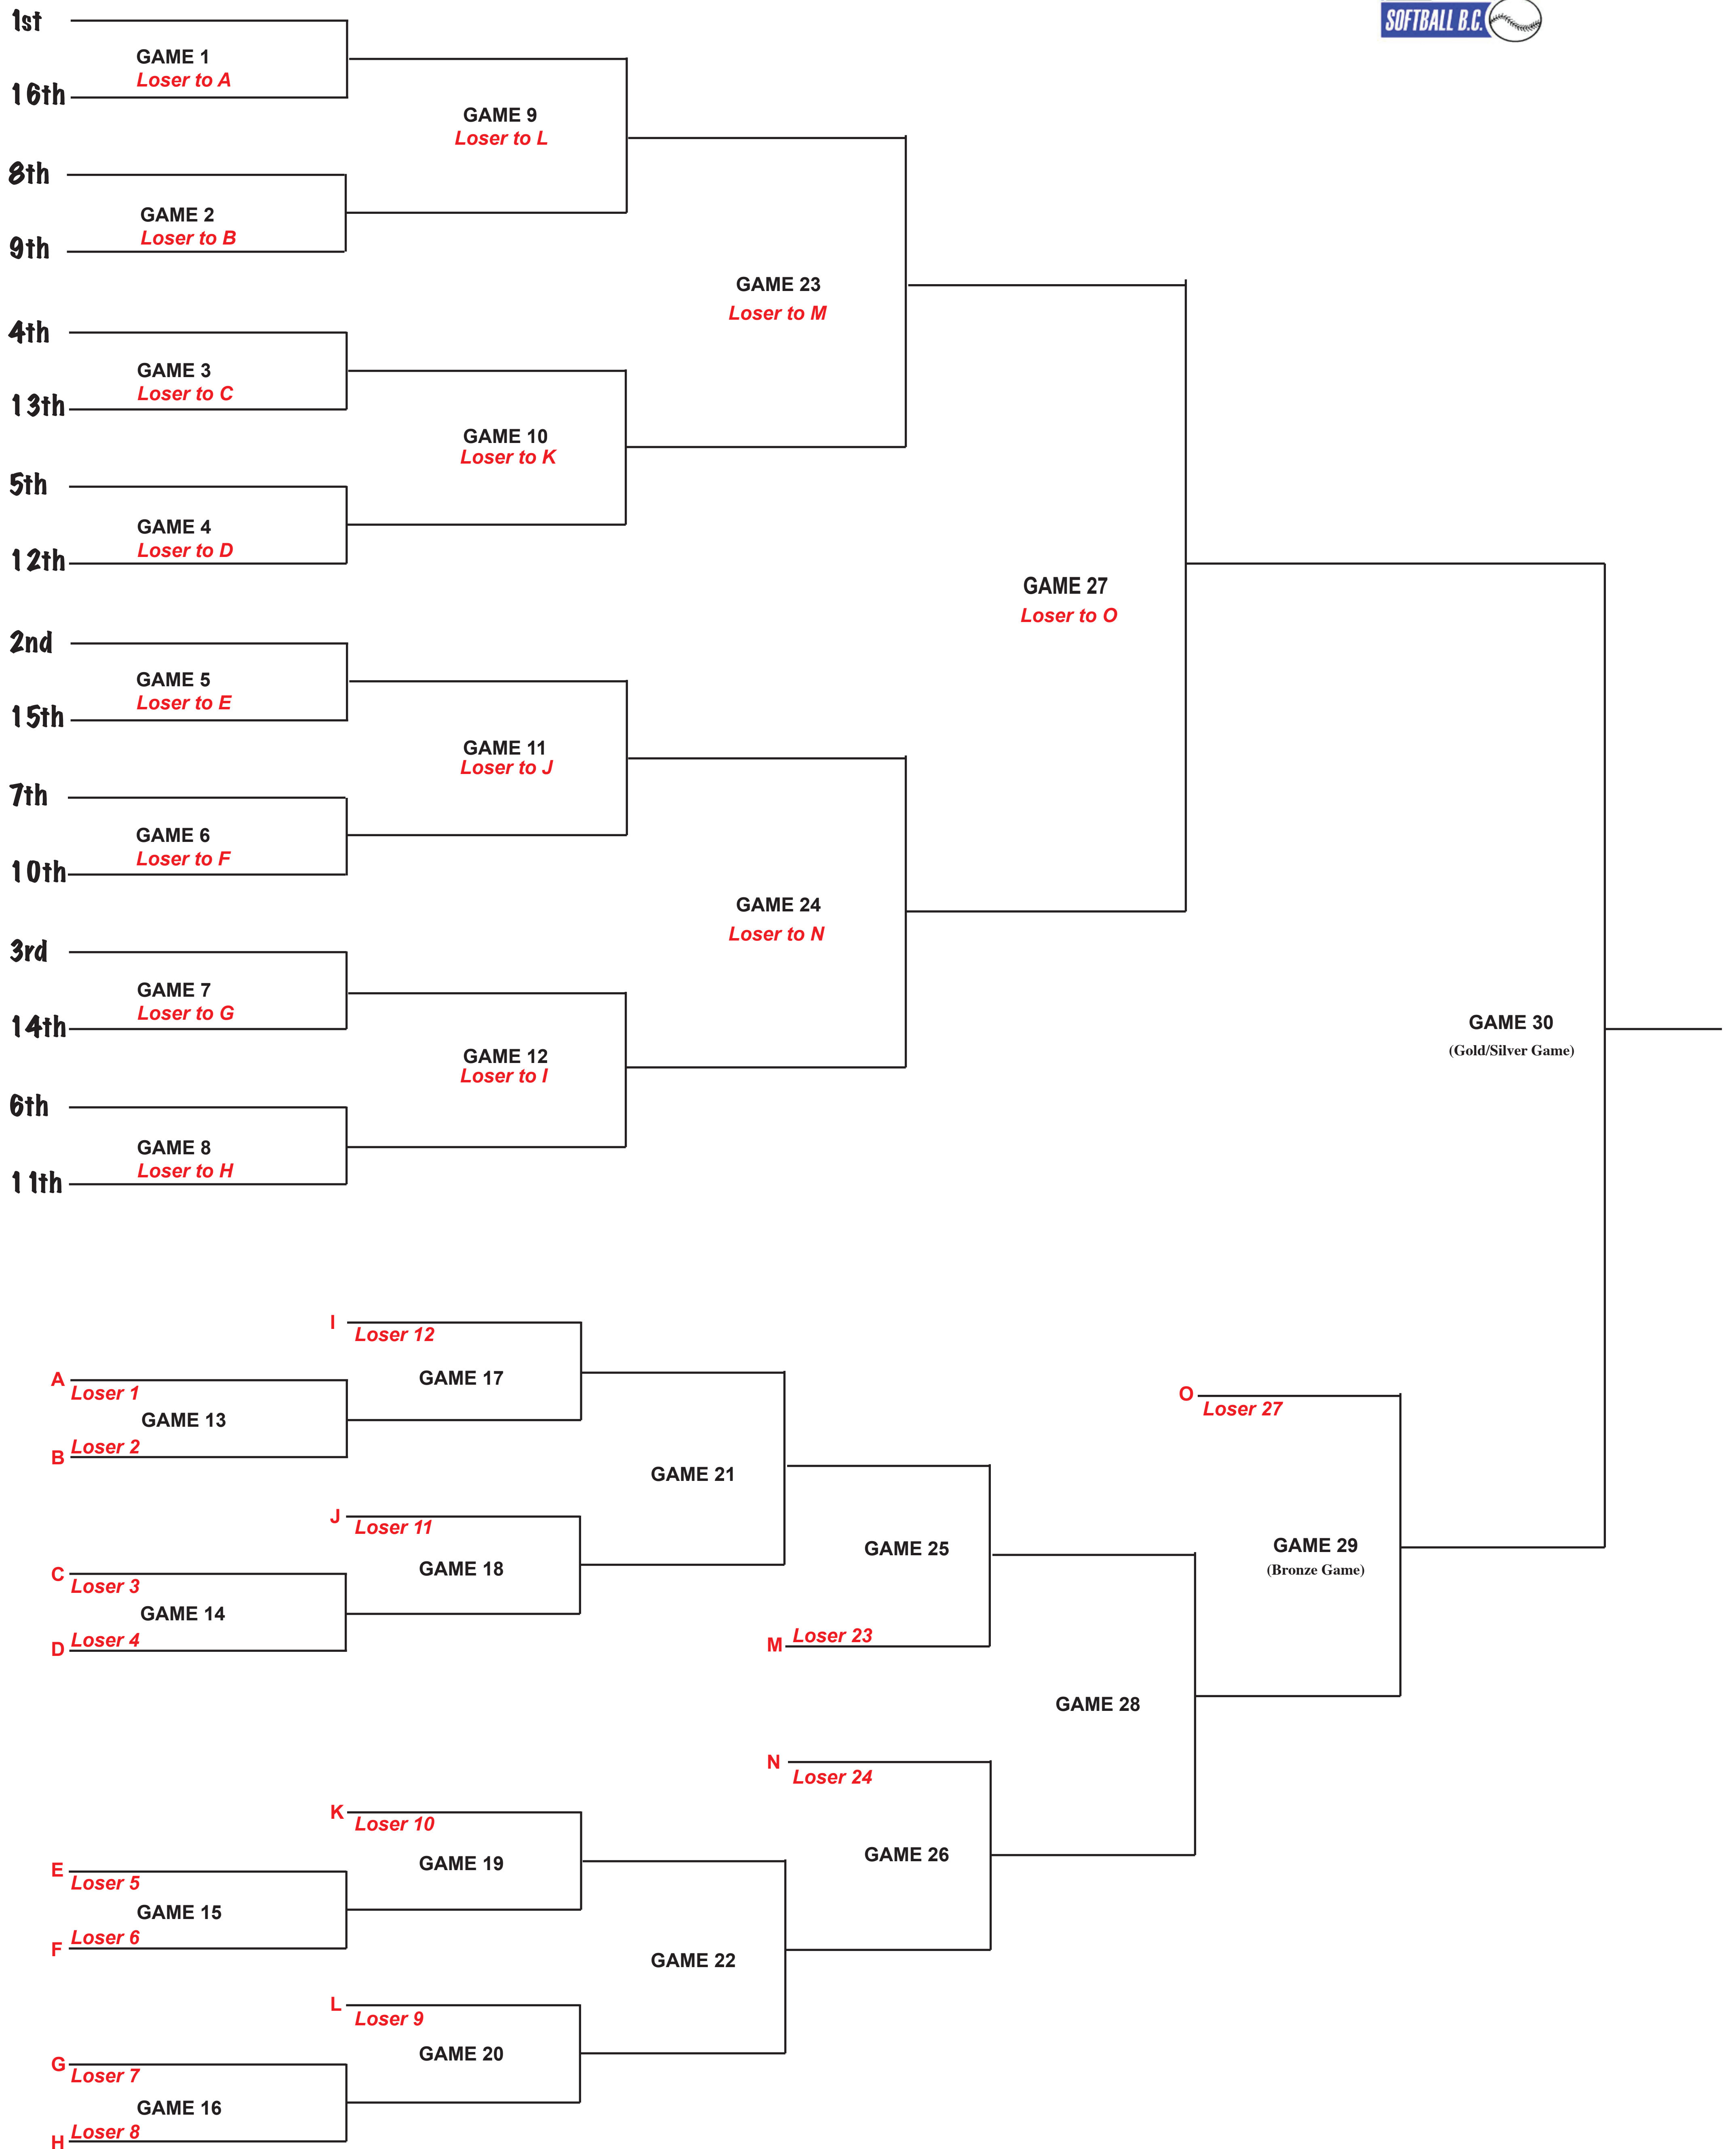 SOFTBALL B.C.
1st
GAME 1
Loser to A
16th
GAME 9
Loser to L
8th
GAME 2
Loser to B
9th
GAME 23
Loser to M
4th
GAME 3
Loser to C
13th
GAME 10
Loser to K
5th
GAME 4
Loser to D
12th
GAME 27
Loser to O
2nd
GAME 5
Loser to E
15th
GAME 11
Loser to J
7th
GAME 6
Loser to F
10th
GAME 24
Loser to N
3rd
GAME 7
Loser to G
14th
GAME 30
(Gold/Silver Game)
GAME 12
Loser to I
6th
GAME 8
Loser to H
11th
I
Loser 12
GAME 17
A
Loser 1
GAME 13
Loser 2
B
O
Loser 27
GAME 21
J
Loser 11
GAME 18
C
Loser 3
GAME 14
Loser 4
D
GAME 25
GAME 29
(Bronze Game)
M
Loser 23
GAME 28
N
Loser 24
K
Loser 10
GAME 19
GAME 26
E
Loser 5
GAME 15
Loser 6
F
GAME 22
L
Loser 9
GAME 20
G
Loser 7
GAME 16
Loser 8
H